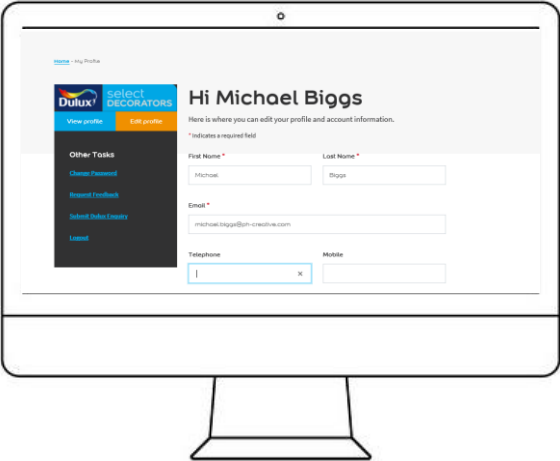 Home - My Profile
Dulux select DECORATORS
View profile Edit profile
Other Tasks
Change Password
Request Feedback
Submit Dulux Enquiry
Logout
Hi Michael Biggs
Here is where you can edit your profile and account information.
* Indicates a required field
First Name * Last Name *
Michael Biggs
Email *
michael.biggs@ph-creative.com
Telephone Mobile